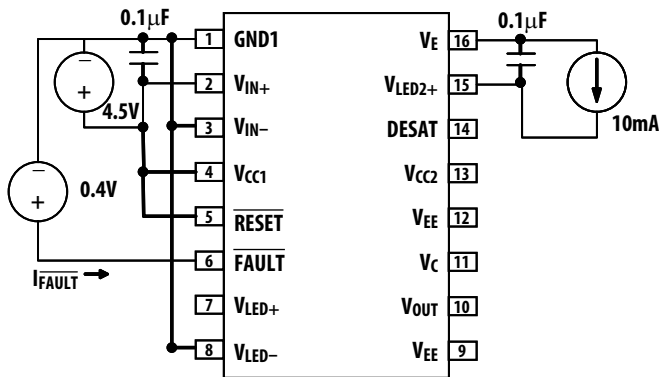 0.1µF
0.1µF
1 GND1
VE 16
4.5V
2 VIN+
VLED2+ 15
3 VIN–
DESAT 14
10mA
0.4V
4 VCC1
VCC2 13
5 RESET
VEE 12
IFAULT
6 FAULT
VC 11
7 VLED+
VOUT 10
8 VLED–
VEE 9